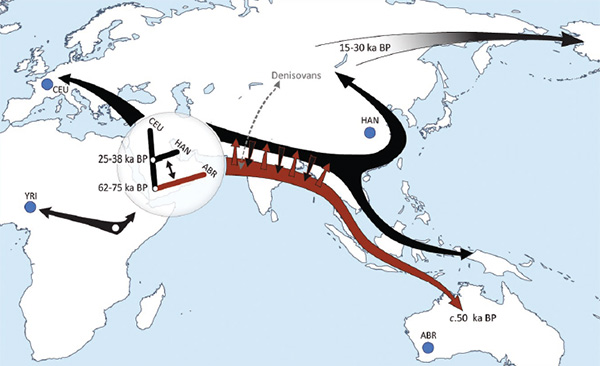 15-30 ka BP
Denisovans
CEU
HAN
CEU
HAN
ABR
25-38 ka BP
62-75 ka BP
YRI
c.50 ka BP
ABR